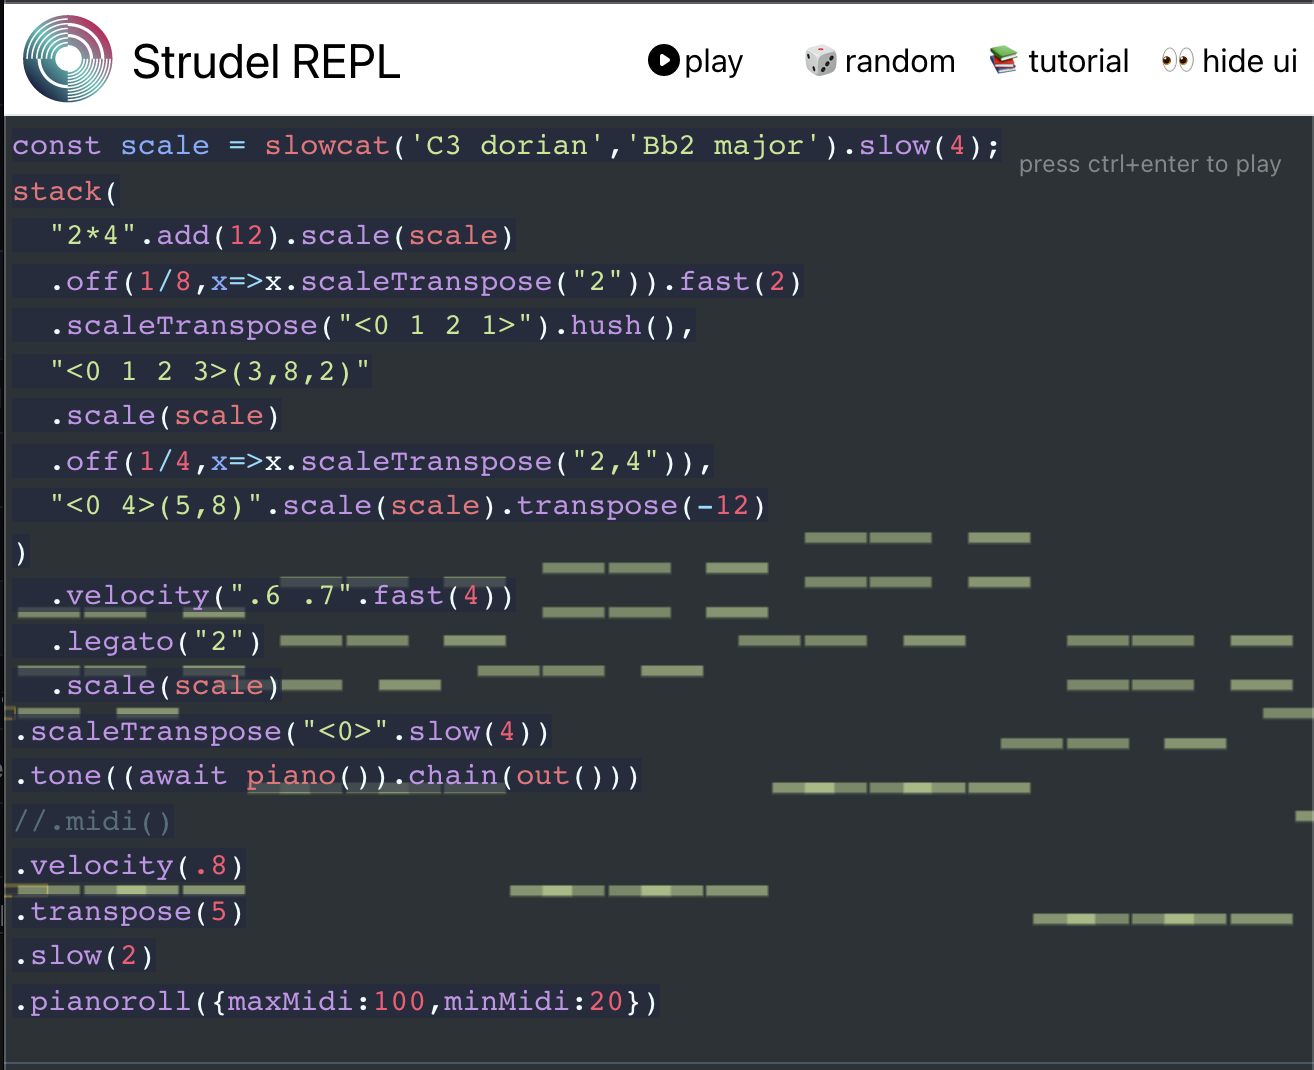 Strudel REPL
play random tutorial hide ui
const scale = slowcat('C3 dorian','Bb2 major').slow(4);
press ctrl+enter to play
stack(
  "2*4".add(12).scale(scale)
  .off(1/8,x=>x.scaleTranspose("2")).fast(2)
  .scaleTranspose("<0 1 2 1>").hush(),
  "<0 1 2 3>(3,8,2)"
  .scale(scale)
  .off(1/4,x=>x.scaleTranspose("2,4")),
  "<0 4>(5,8)".scale(scale).transpose(-12)
)
  .velocity(".6 .7".fast(4))
  .legato("2")
  .scale(scale)
.scaleTranspose("<0>".slow(4))
.tone((await piano()).chain(out()))
//.midi()
.velocity(.8)
.transpose(5)
.slow(2)
.pianoroll({maxMidi:100,minMidi:20})